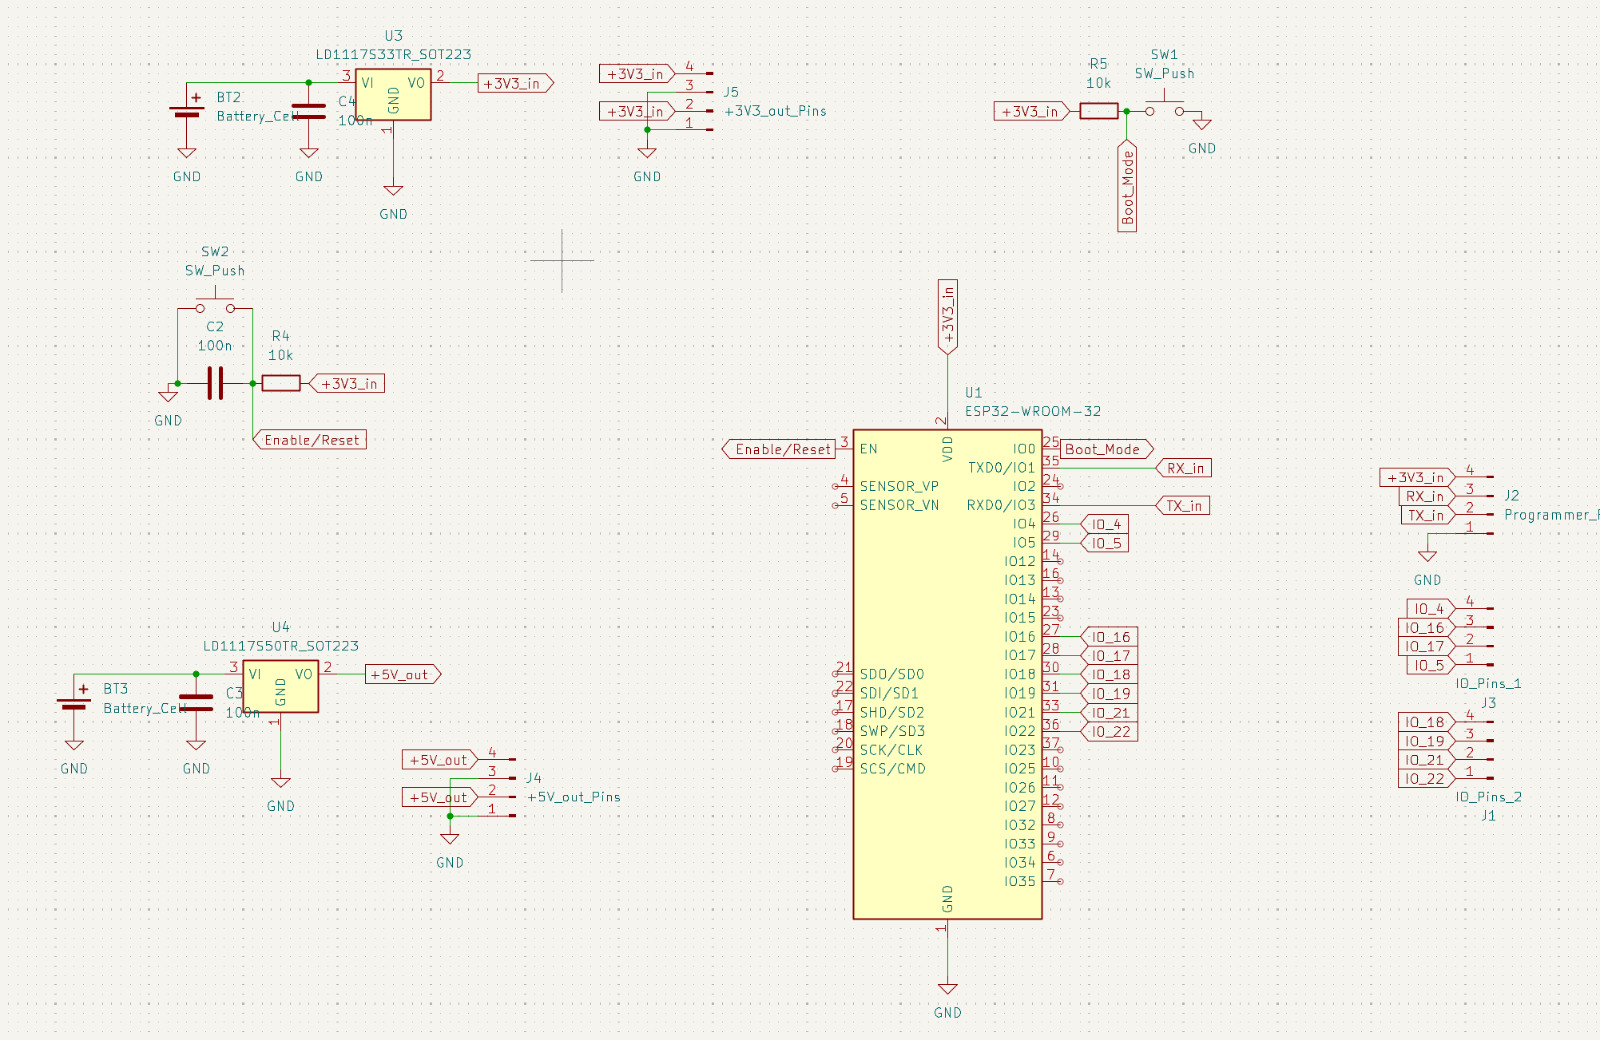 U3
LD1117S33TR_SOT223
3
VI
VO
2
GND
1
+3V3_in
+
BT2
Battery_Cell
C4
100n
GND
GND
GND
+3V3_in
4
3
+3V3_in
2
1
J5
+3V3_out_Pins
GND
SW1
SW_Push
R5
10k
+3V3_in
Boot_Mode
GND
SW2
SW_Push
C2
100n
R4
10k
+3V3_in
GND
Enable/Reset
+3V3_in
U1
ESP32-WROOM-32
2
VDD
Enable/Reset
3
EN
4
SENSOR_VP
5
SENSOR_VN
21
SDO/SD0
22
SDI/SD1
17
SHD/SD2
18
SWP/SD3
20
SCK/CLK
19
SCS/CMD
IO0
25
Boot_Mode
TXD0/IO1
35
RX_in
IO2
24
RXD0/IO3
34
TX_in
IO4
26
IO_4
IO5
29
IO_5
IO12
14
IO13
16
IO14
13
IO15
23
IO16
27
IO_16
IO17
28
IO_17
IO18
30
IO_18
IO19
31
IO_19
IO21
33
IO_21
IO22
36
IO_22
IO23
37
IO25
10
IO26
11
IO27
12
IO32
8
IO33
9
IO34
6
IO35
7
GND
1
GND
+3V3_in
4
RX_in
3
TX_in
2
1
J2
Programmer_
GND
IO_4
4
IO_16
3
IO_17
2
IO_5
1
IO_Pins_1
J3
IO_18
4
IO_19
3
IO_21
2
IO_22
1
IO_Pins_2
J1
U4
LD1117S50TR_SOT223
3
VI
VO
2
GND
1
+5V_out
+
BT3
Battery_Cell
C3
100n
GND
GND
GND
+5V_out
4
3
+5V_out
2
1
J4
+5V_out_Pins
GND